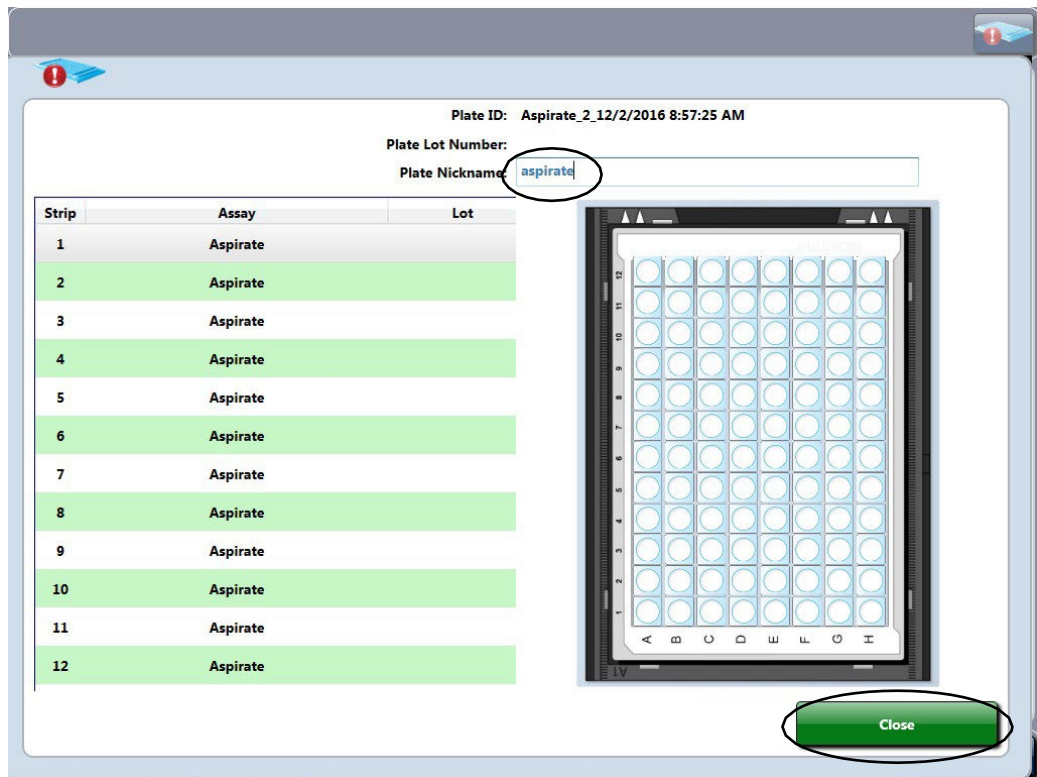 Plate ID: Aspirate_2_12/2/2016 8:57:25 AM
Plate Lot Number:
Plate Nickname: aspirate
Strip Assay Lot
1 Aspirate
2 Aspirate
3 Aspirate
4 Aspirate
5 Aspirate
6 Aspirate
7 Aspirate
8 Aspirate
9 Aspirate
10 Aspirate
11 Aspirate
12 Aspirate
12
11
10
9
8
7
6
5
4
3
2
1
A B C D E F G H
A1
Close